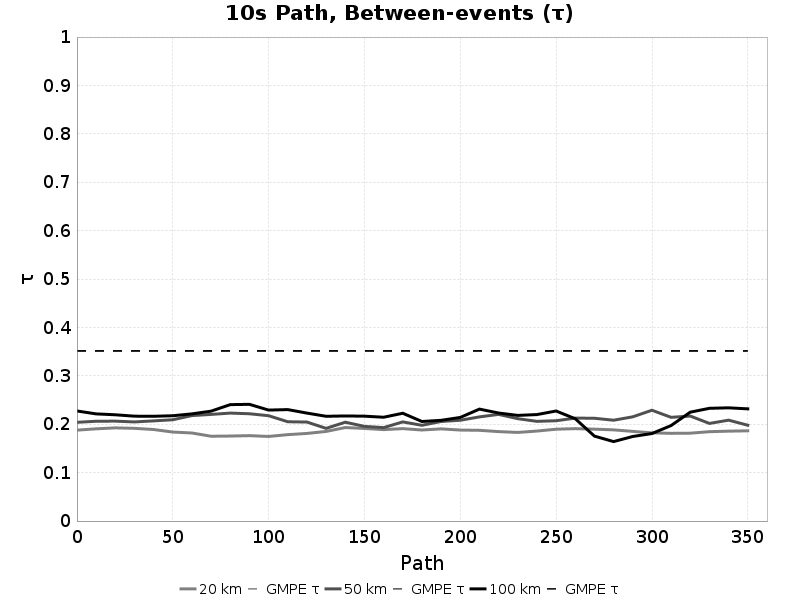 10s Path, Between-events (τ)
1
0.9
0.8
0.7
0.6
0.5
0.4
0.3
0.2
0.1
0
τ
0 50 100 150 200 250 300 350
Path
20 km GMPE τ 50 km GMPE τ 100 km GMPE τ